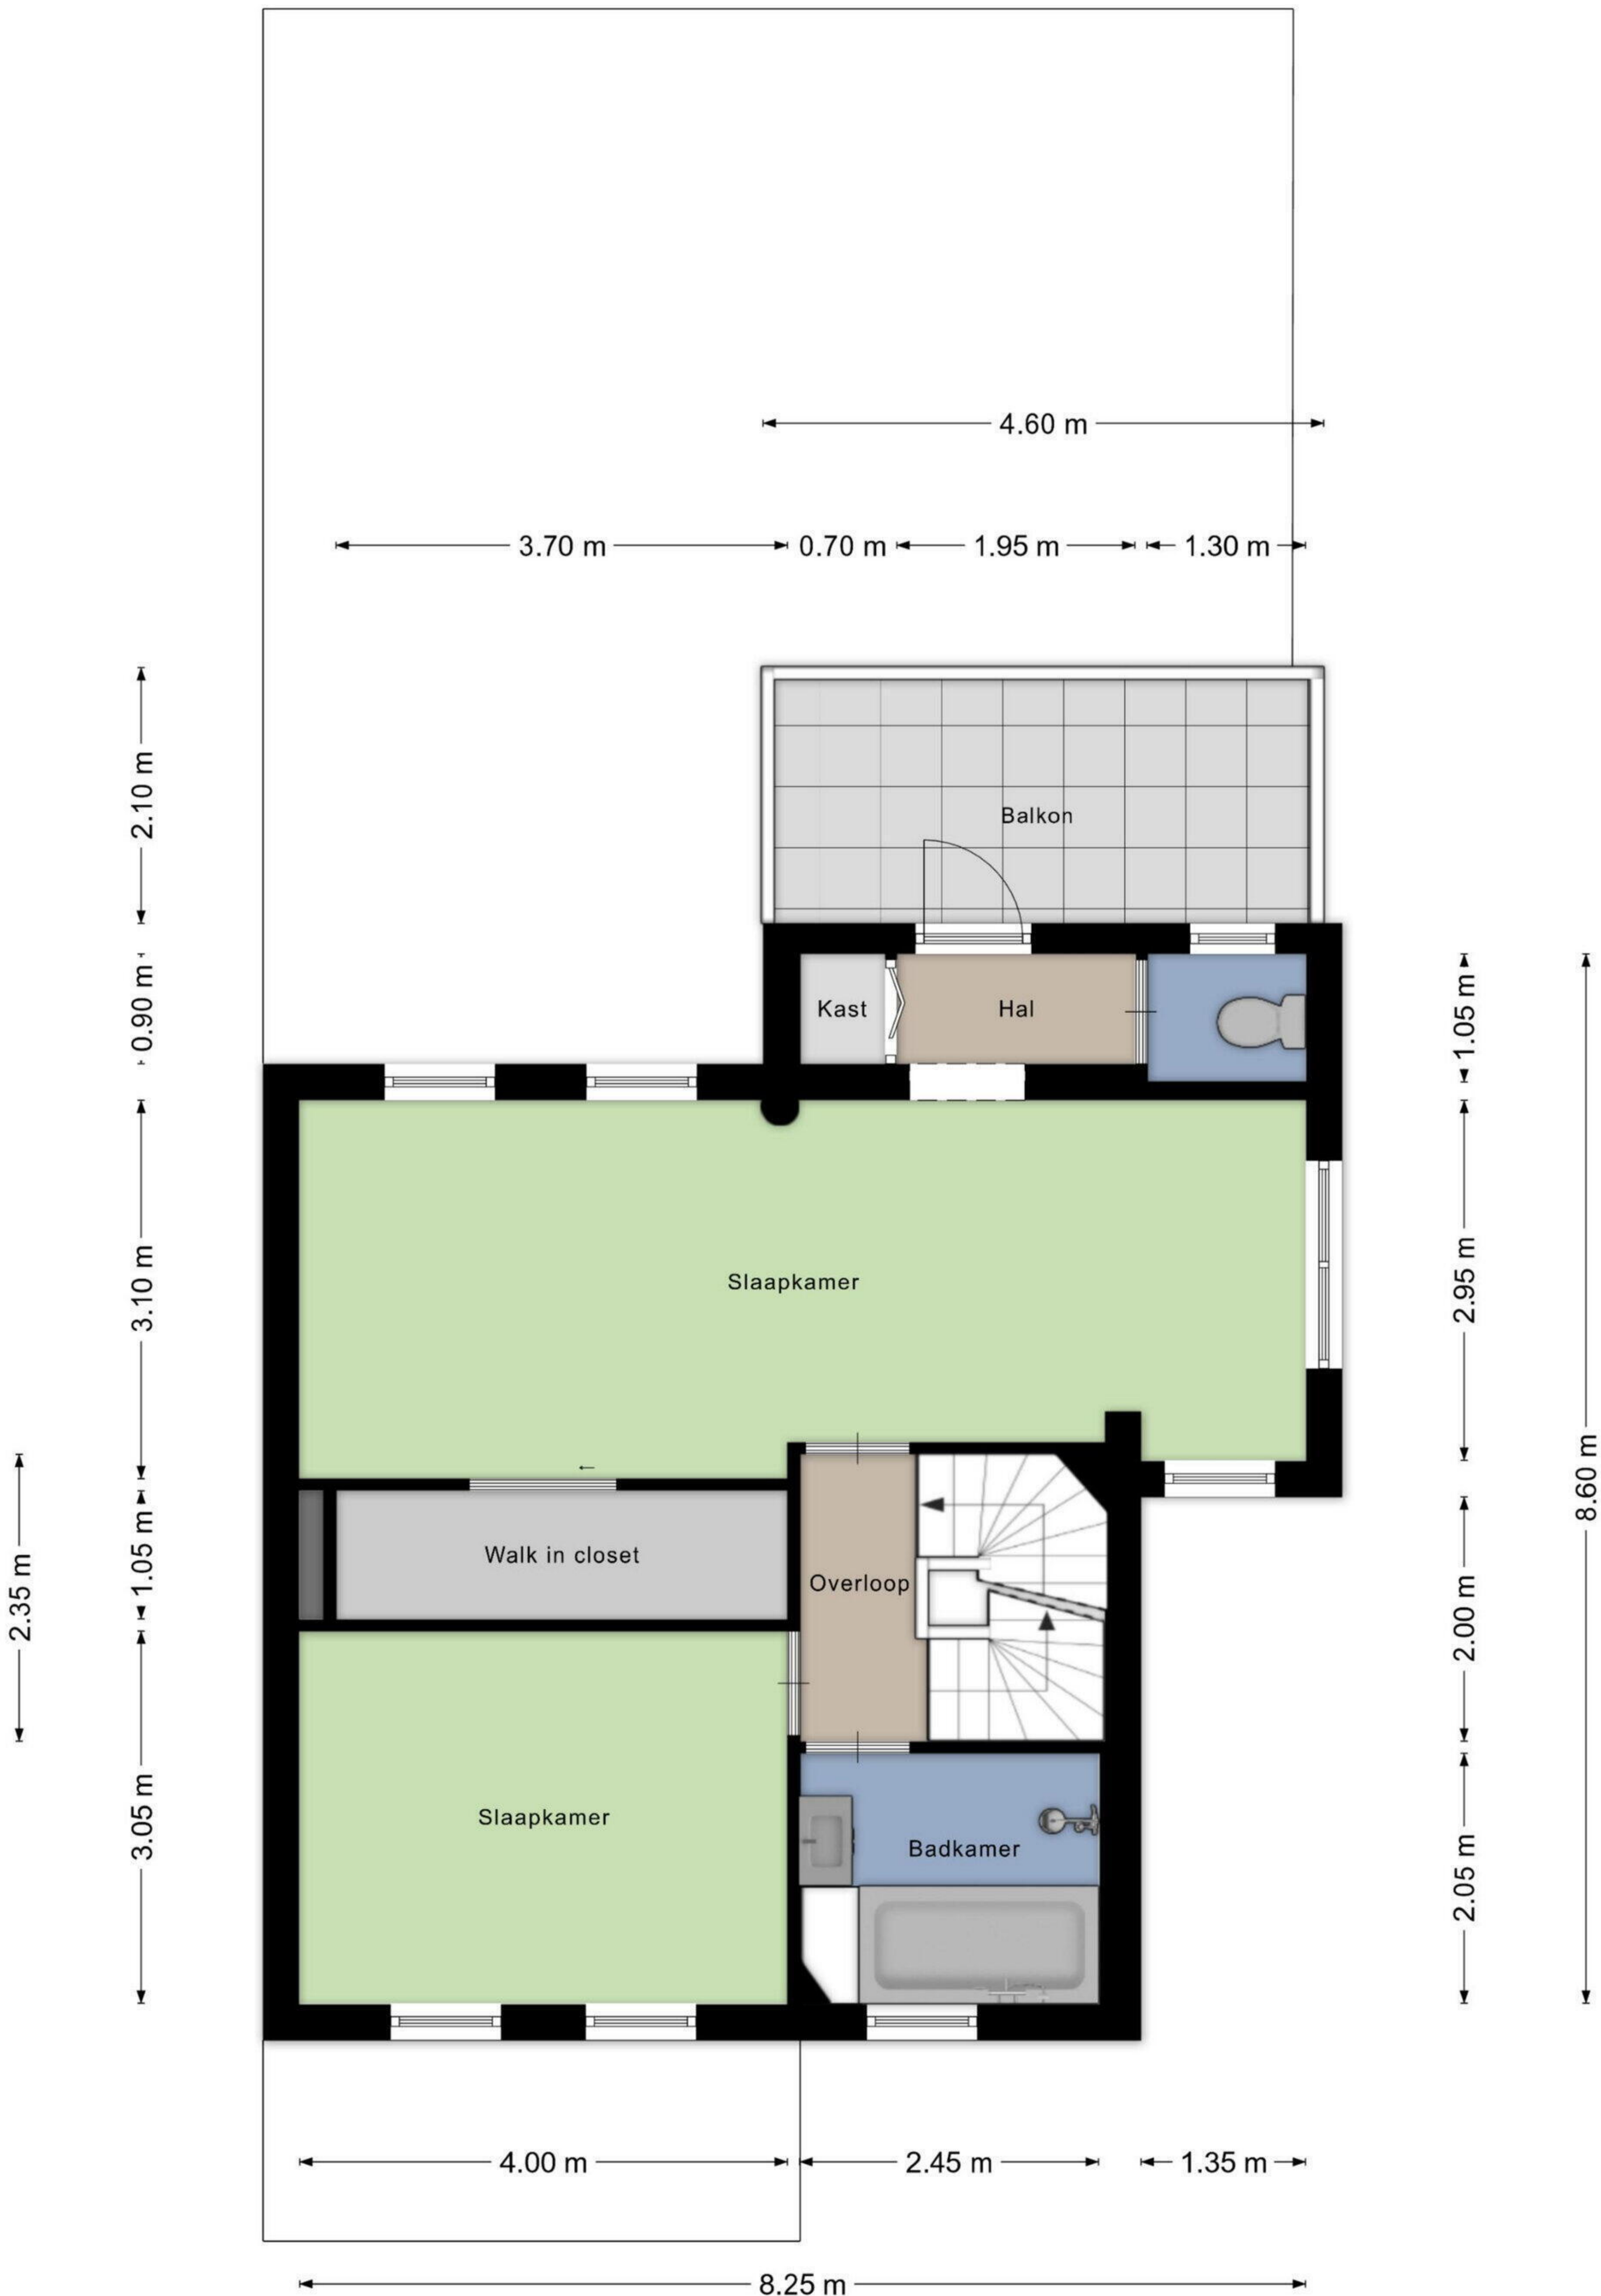 4.60 m
3.70 m
0.70 m
1.95 m
1.30 m
2.10 m
Balkon
0.90 m
Kast
Hal
1.05 m
3.10 m
Slaapkamer
2.95 m
8.60 m
2.35 m
1.05 m
Walk in closet
Overloop
2.00 m
3.05 m
Slaapkamer
Badkamer
2.05 m
4.00 m
2.45 m
1.35 m
8.25 m